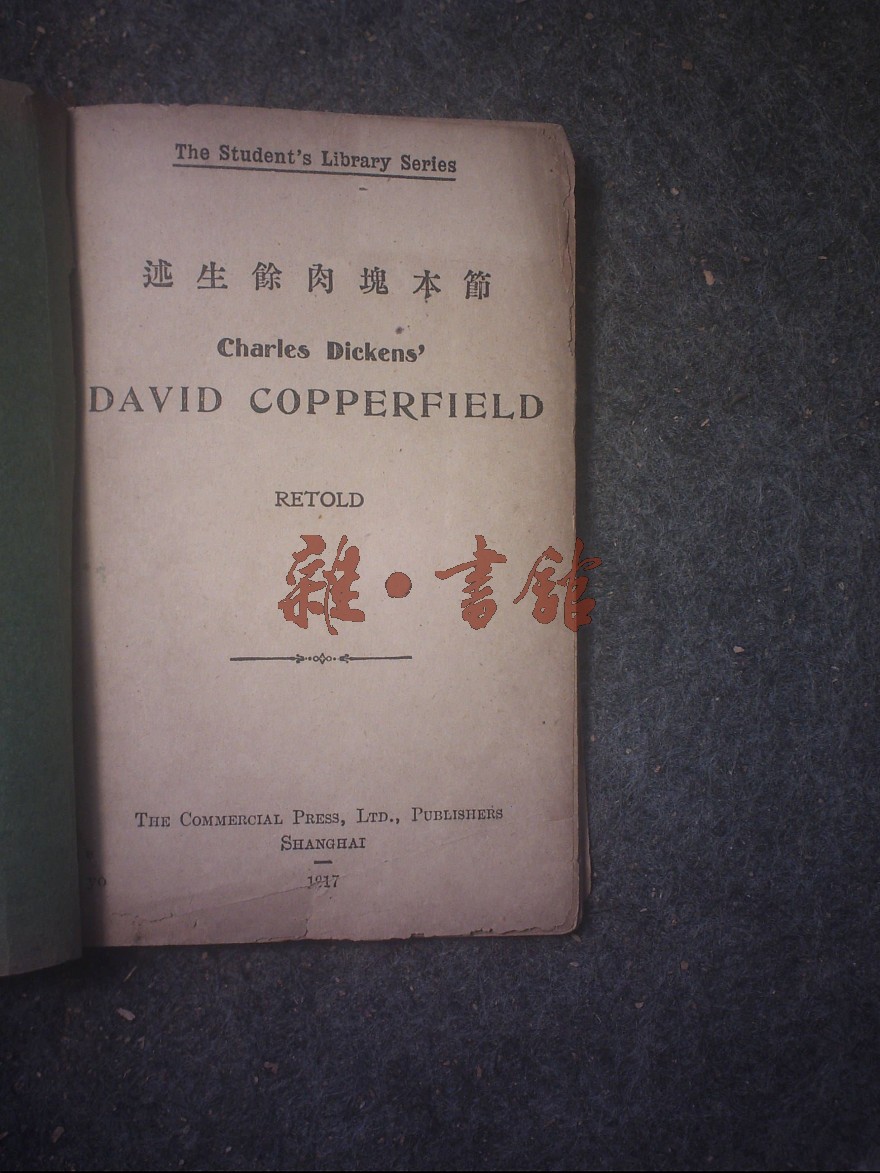 The Student's Library Series
節本塊肉餘生述
Charles Dickens'
DAVID COPPERFIELD
RETOLD
雜•書館
THE COMMERCIAL PRESS, LTD., PUBLISHERS
SHANGHAI
1917